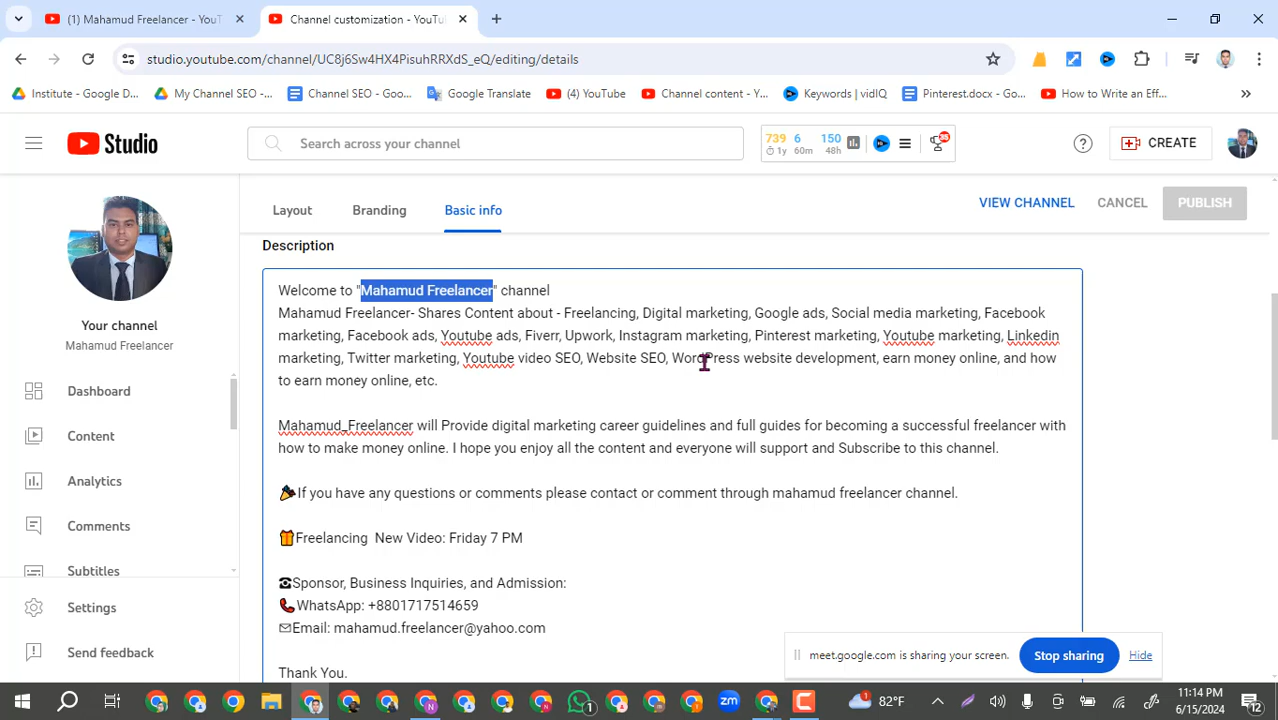 (1) Mahamud Freelancer - YouT
Channel customization - YouTu
studio.youtube.com/channel/UC8j6Sw4HX4PisuhRRXdS_eQ/editing/details
Institute - Google D...
My Channel SEO -...
Channel SEO - Goo...
Google Translate
(4) YouTube
Channel content - Y...
Keywords | vidIQ
Pinterest.docx - Go...
How to Write an Eff...
Studio
Search across your channel
739 6 150
1y 60m 48h
CREATE
Layout
Branding
Basic info
VIEW CHANNEL
CANCEL
PUBLISH
Your channel
Mahamud Freelancer
Dashboard
Content
Analytics
Comments
Subtitles
Settings
Send feedback
Description
Welcome to "Mahamud Freelancer" channel
Mahamud Freelancer- Shares Content about - Freelancing, Digital marketing, Google ads, Social media marketing, Facebook
marketing, Facebook ads, Youtube ads, Fiverr, Upwork, Instagram marketing, Pinterest marketing, Youtube marketing, Linkedin
marketing, Twitter marketing, Youtube video SEO, Website SEO, WordPress website development, earn money online, and how
to earn money online, etc.
Mahamud_Freelancer will Provide digital marketing career guidelines and full guides for becoming a successful freelancer with
how to make money online. I hope you enjoy all the content and everyone will support and Subscribe to this channel.
🎉If you have any questions or comments please contact or comment through mahamud freelancer channel.
🎁Freelancing  New Video: Friday 7 PM
☎Sponsor, Business Inquiries, and Admission:
📞WhatsApp: +8801717514659
✉Email: mahamud.freelancer@yahoo.com
Thank You.
meet.google.com is sharing your screen.
Stop sharing
Hide
zm
1
1
82°F
11:14 PM
6/15/2024
12